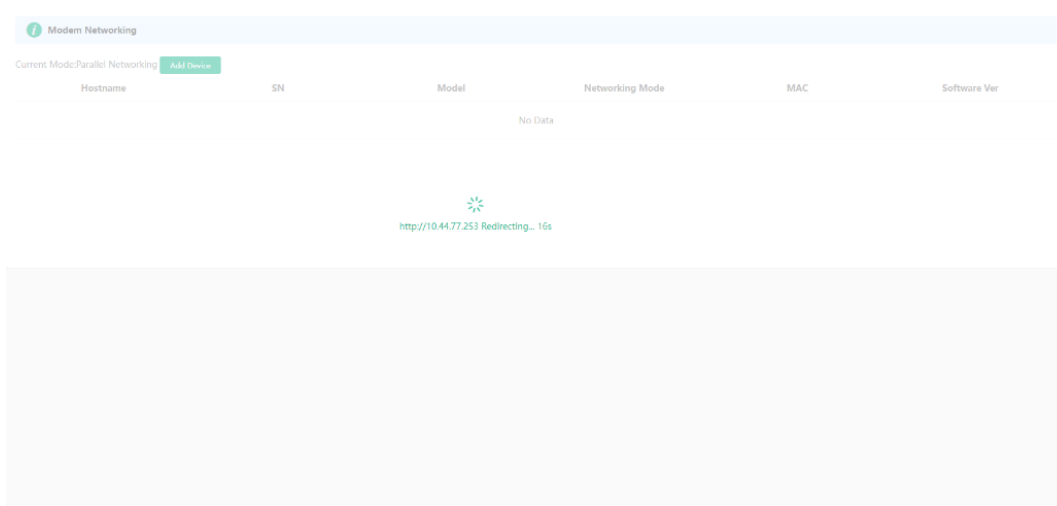 Modem Networking
Current Mode:Parallel Networking Add Device
Hostname SN Model Networking Mode MAC Software Ver
No Data
http://10.44.77.253 Redirecting... 16s